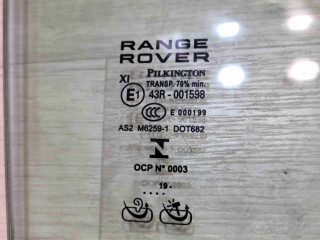 RANGE
ROVER
XI PILKINGTON
TRANSP. 70% min.
E1 43R - 001598
CCC E 000199
AS2 M6259-1 DOT682
N
OCP Nº 0003
19